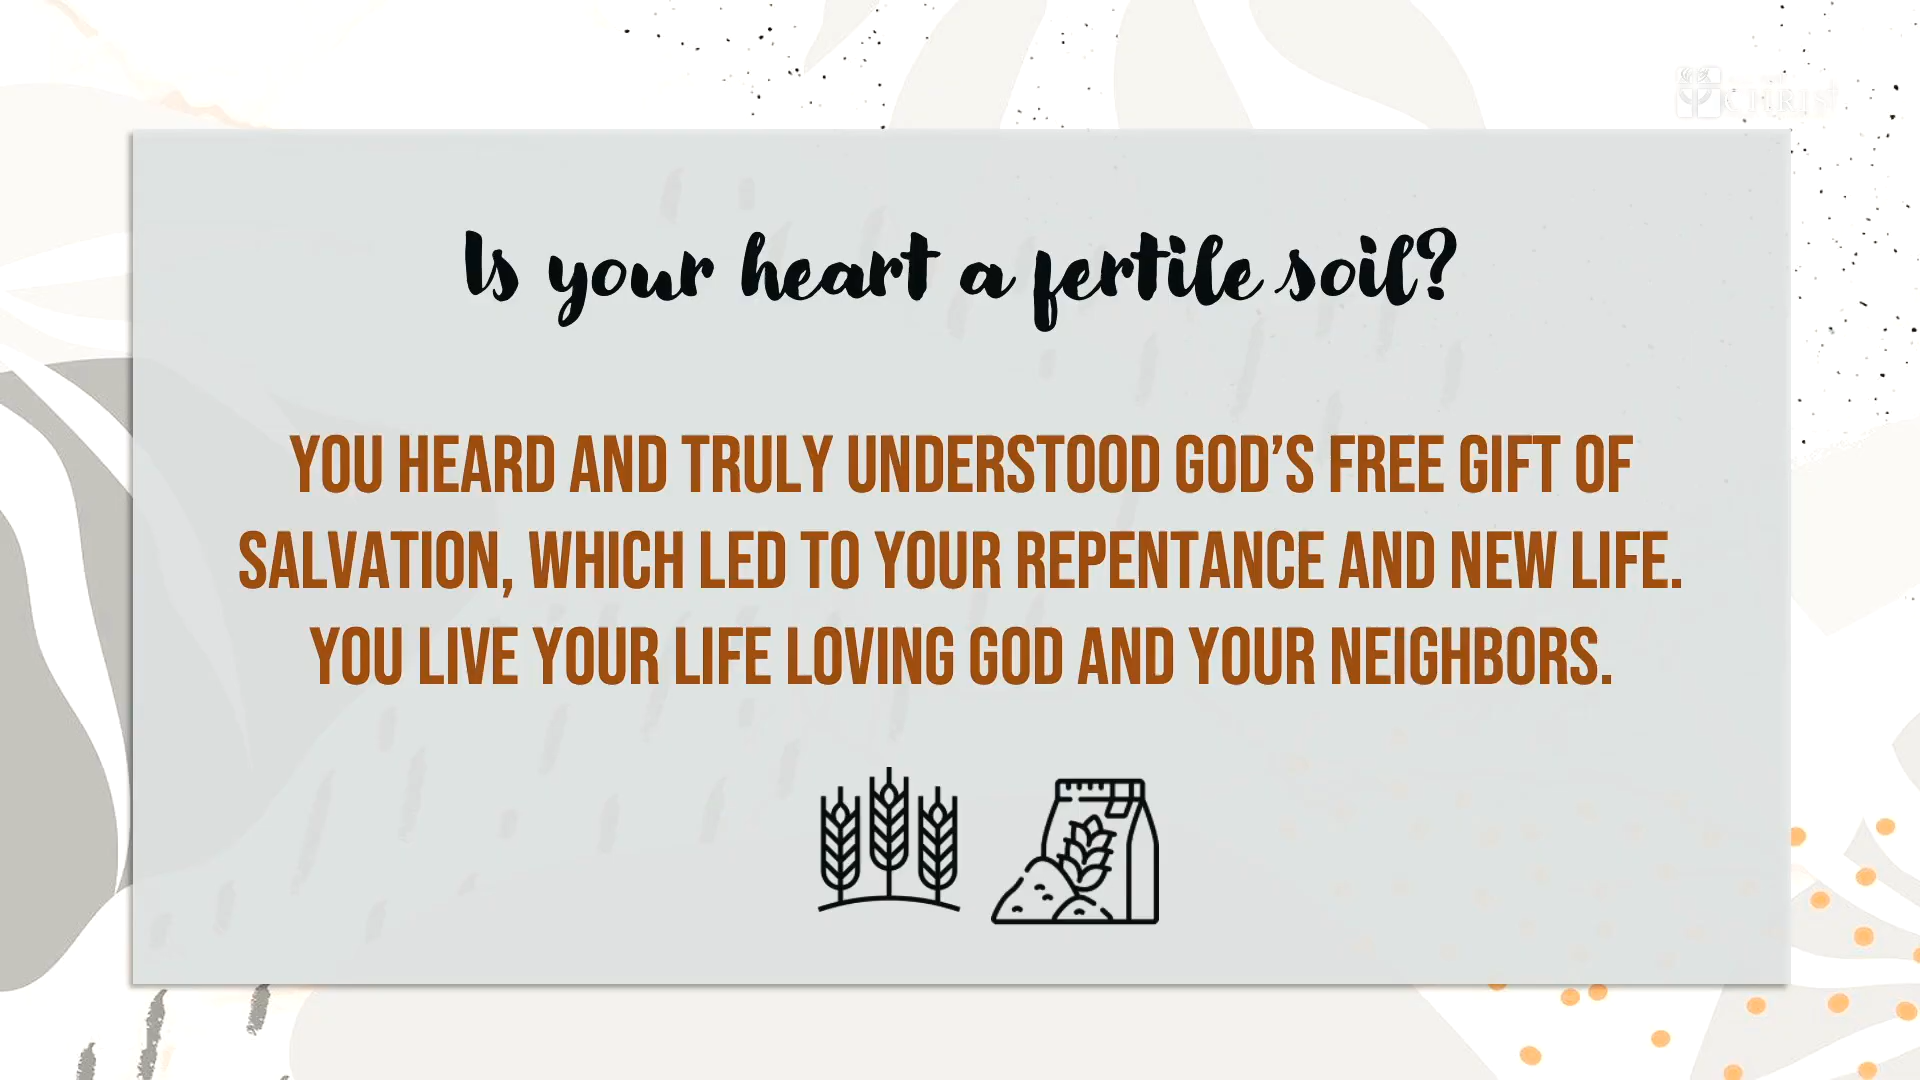 CHRIST
Is your heart a fertile soil?
YOU HEARD AND TRULY UNDERSTOOD GOD’S FREE GIFT OF
SALVATION, WHICH LED TO YOUR REPENTANCE AND NEW LIFE.
YOU LIVE YOUR LIFE LOVING GOD AND YOUR NEIGHBORS.